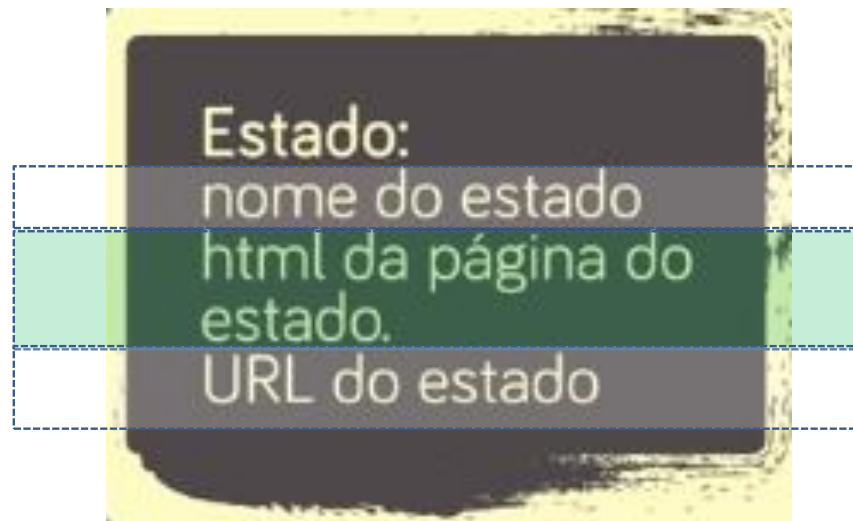 Estado:
nome do estado
html da página do
estado.
URL do estado